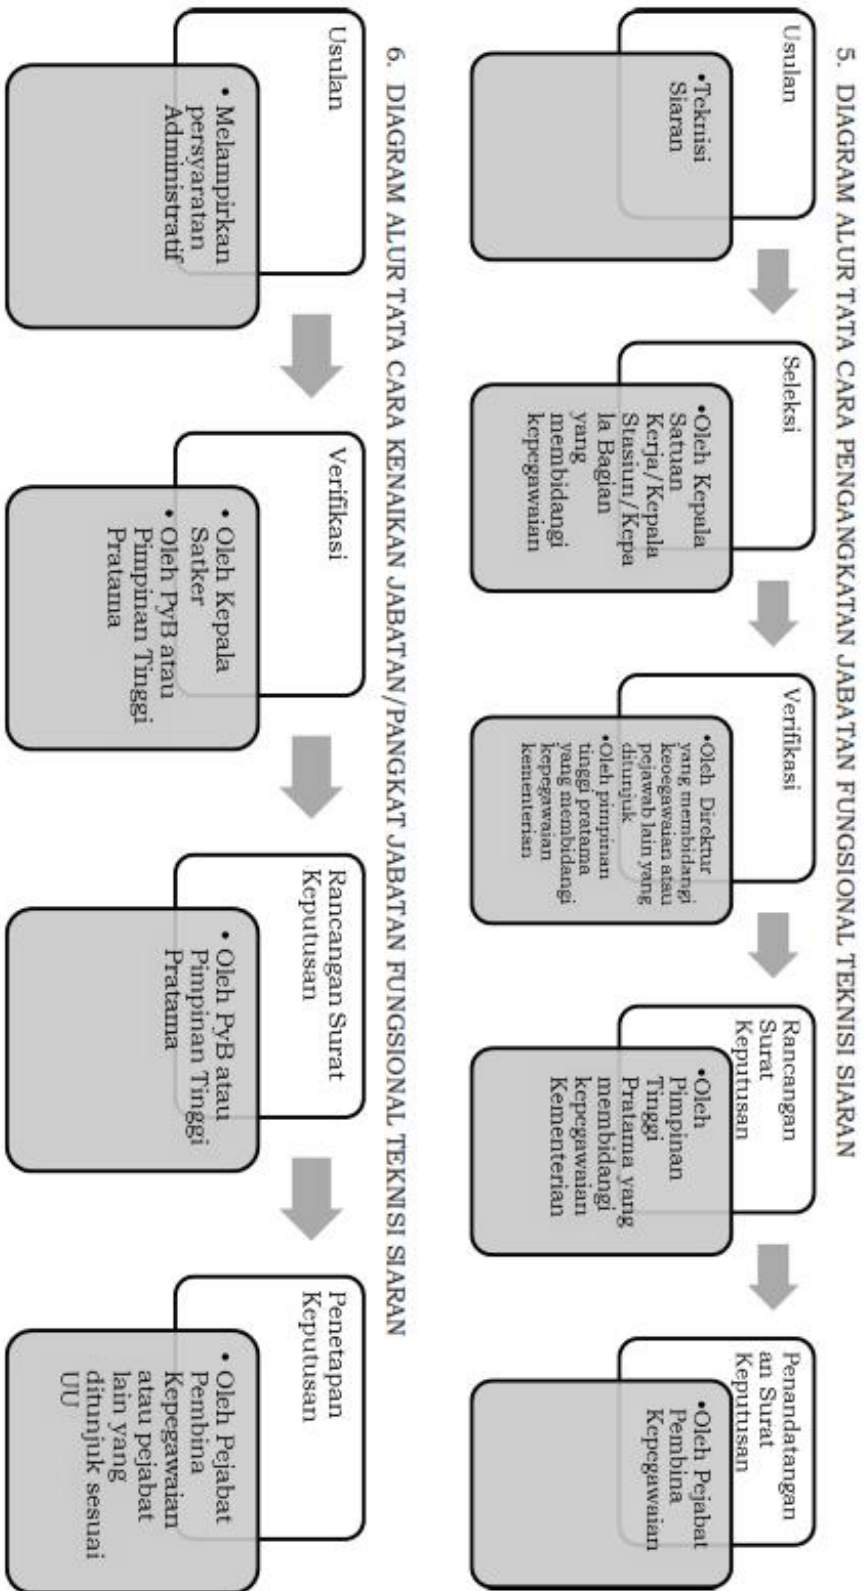 5. DIAGRAM ALUR TATA CARA PENGANGKATAN JABATAN FUNGSIONAL TEKNISI SIARAN
Usulan
•Teknisi
Siaran
Seleksi
•Oleh Kepala
Satuan
Kerja/Kepala
Stasiun/Kepa
la Bagian
yang
membidangi
kepegawaian
Verifikasi
•Oleh Direktur
yang membidangi
keoegawaian atau
pejawab lain yang
ditunjuk
•Oleh pimpinan
tinggi pratama
yang membidangi
kepegawaian
kementerian
Rancangan
Surat
Keputusan
•Oleh
Pimpinan
Tinggi
Pratama yang
membidangi
kepegawaian
Kementerian
Penandatangan
an Surat
Keputusan
•Oleh Pejabat
Pembina
Kepegawaian
6. DIAGRAM ALUR TATA CARA KENAIKAN JABATAN/PANGKAT JABATAN FUNGSIONAL TEKNISI SIARAN
Usulan
• Melampirkan
persyaratan
Administratif
Verifikasi
• Oleh Kepala
Satker
• Oleh PyB atau
Pimpinan Tinggi
Pratama
Rancangan Surat
Keputusan
• Oleh PyB atau
Pimpinan Tinggi
Pratama
Penetapan
Keputusan
• Oleh Pejabat
Pembina
Kepegawaian
atau pejabat
lain yang
ditunjuk sesuai
UU